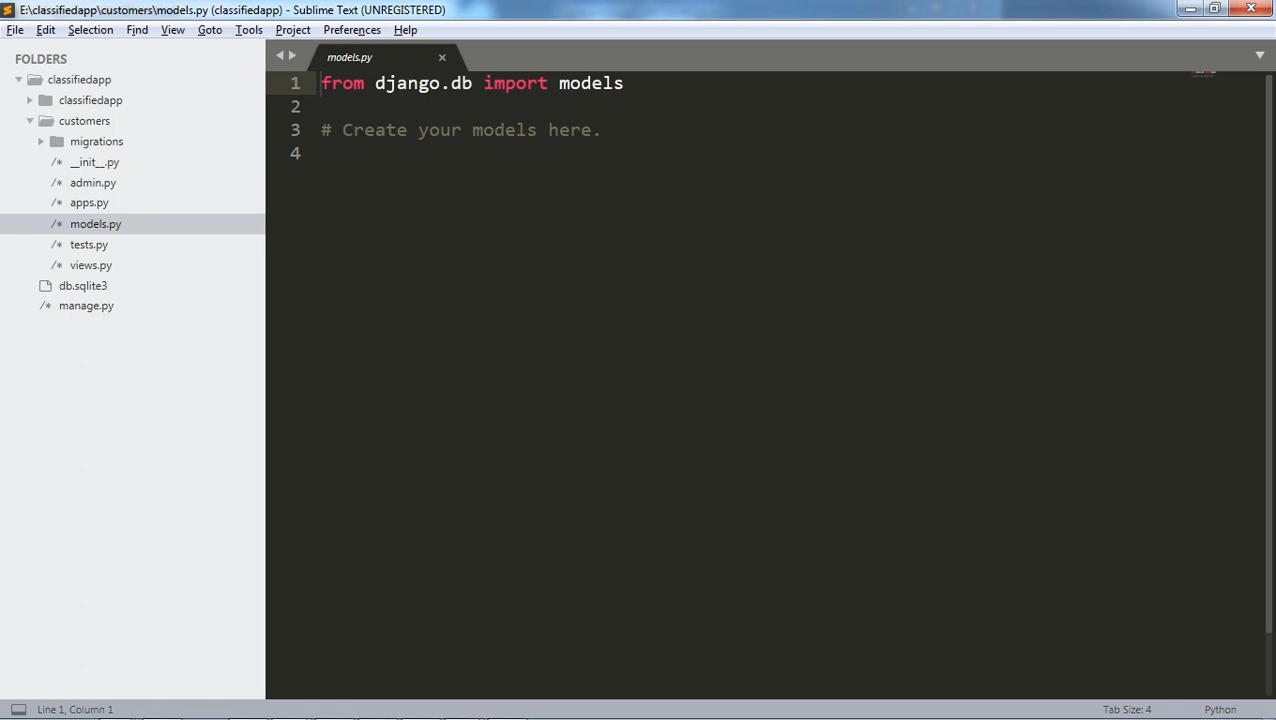 E:\classifiedapp\customers\models.py (classifiedapp) - Sublime Text (UNREGISTERED)
File Edit Selection Find View Goto Tools Project Preferences Help
FOLDERS
classifiedapp
classifiedapp
customers
migrations
/* __init__.py
/* admin.py
/* apps.py
/* models.py
/* tests.py
/* views.py
db.sqlite3
/* manage.py
models.py
1 from django.db import models
2
3 # Create your models here.
4
Line 1, Column 1
Tab Size: 4
Python